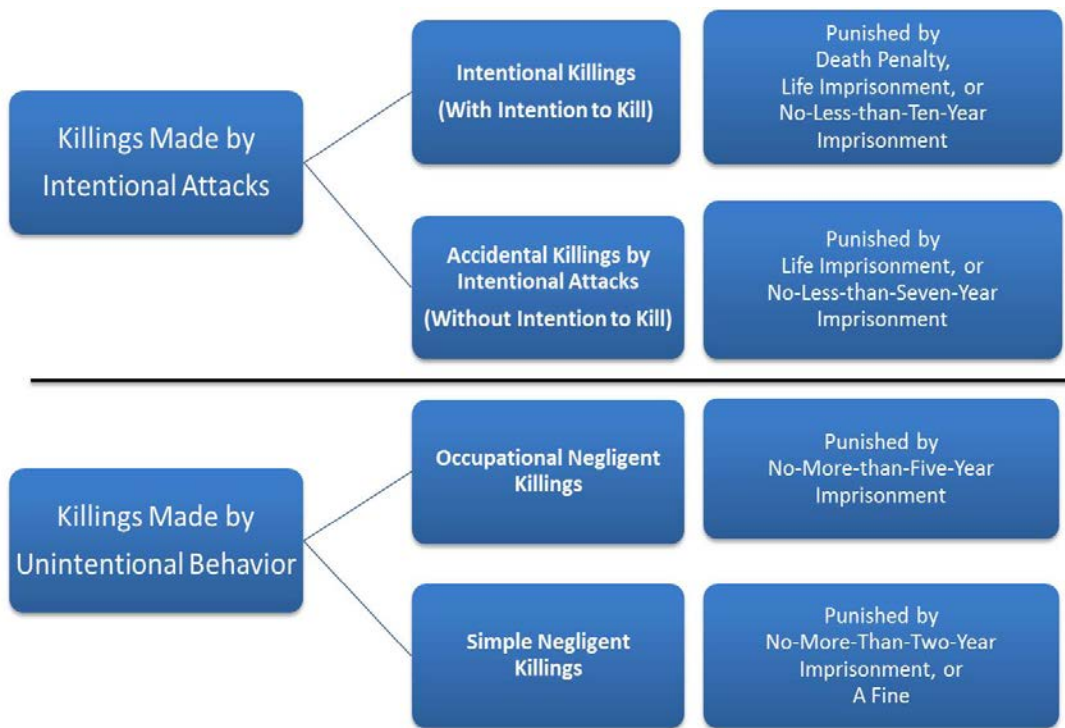 Killings Made by
Intentional Attacks
Intentional Killings
(With Intention to Kill)
Punished by
Death Penalty,
Life Imprisonment, or
No-Less-than-Ten-Year
Imprisonment
Accidental Killings by
Intentional Attacks
(Without Intention to Kill)
Punished by
Life Imprisonment, or
No-Less-than-Seven-Year
Imprisonment
Killings Made by
Unintentional Behavior
Occupational Negligent
Killings
Punished by
No-More-than-Five-Year
Imprisonment
Simple Negligent
Killings
Punished by
No-More-Than-Two-Year
Imprisonment, or
A Fine